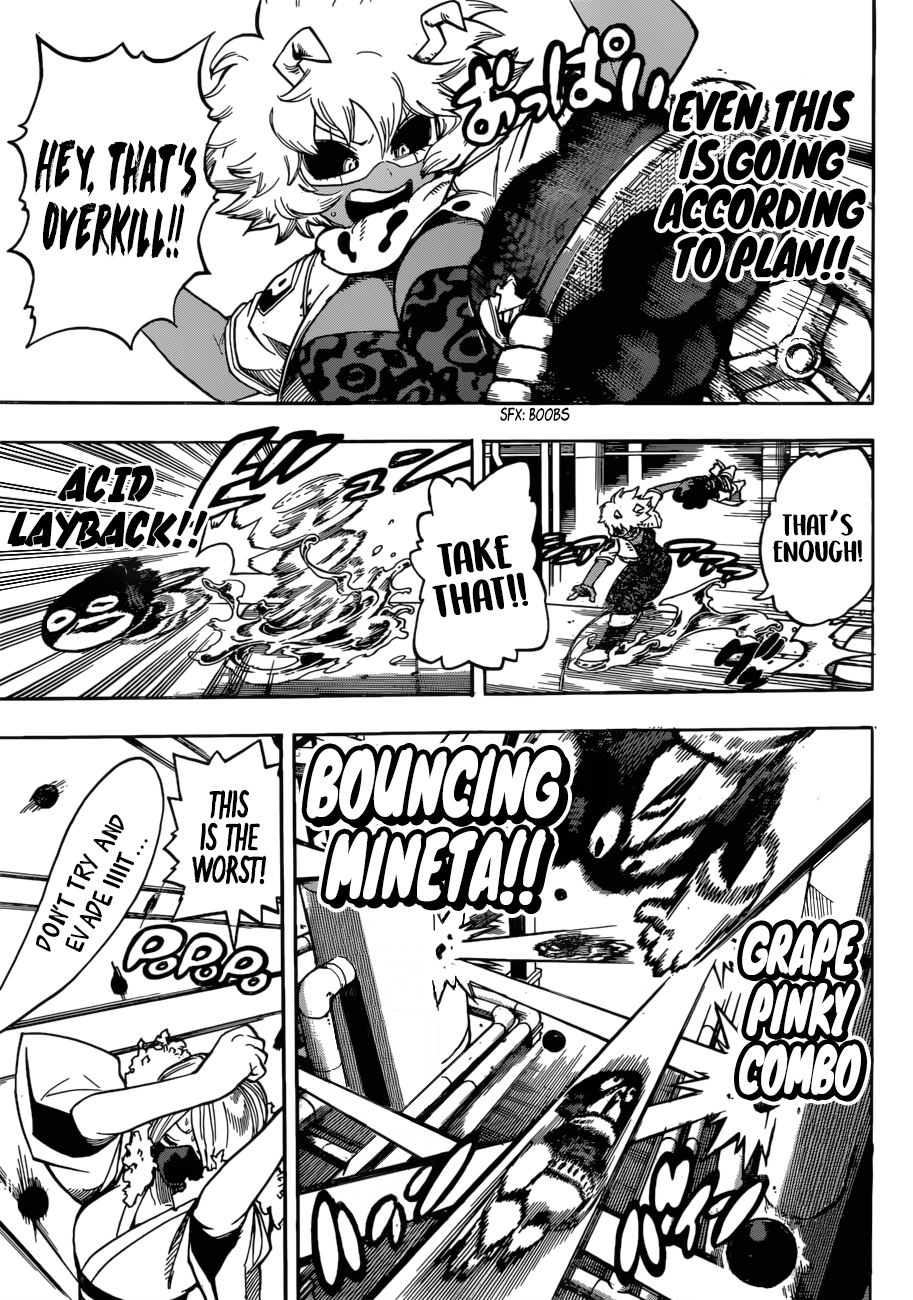 EVEN THIS
IS GOING
ACCORDING
TO PLAN!!
おっぱい
HEY, THAT'S
OVERKILL!!
SFX: BOOBS
THAT'S
ENOUGH!
TAKE
THAT!!
ACID
LAYBACK!!
GRAPE
PINKY
COMBO
BOUNCING
MINETA!!
THIS
IS THE
WORST!
DON'T TRY AND
EVADE IIIIIT...
POPOPO